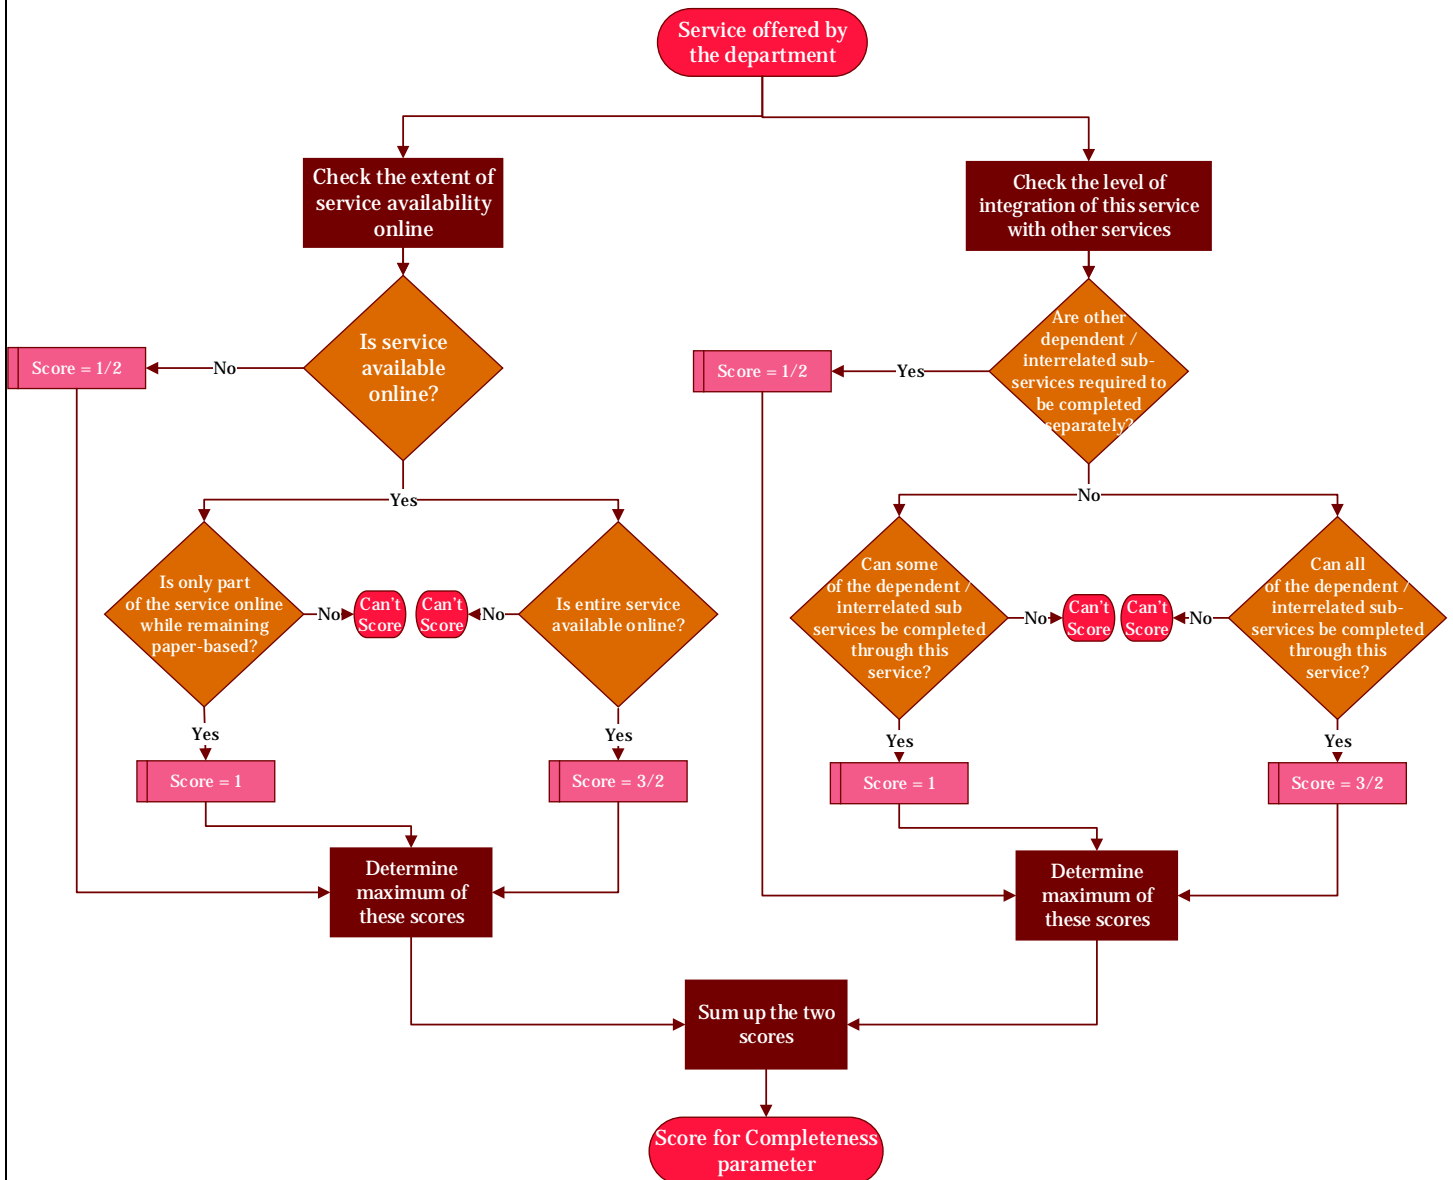 Service offered by
the department
Check the extent of
service availability
online
Check the level of
integration of this service
with other services
Is service
available
online?
No
Score = 1/2
Are other
dependent /
interrelated sub-
services required to
be completed
separately?
Yes
Score = 1/2
Yes
No
Is only part
of the service online
while remaining
paper-based?
No
Can't
Score
Can't
Score
No
Is entire service
available online?
Can some
of the dependent /
interrelated sub
services be completed
through this
service?
No
Can't
Score
Can't
Score
No
Can all
of the dependent /
interrelated sub-
services be completed
through this
service?
Yes
Yes
Yes
Yes
Score = 1
Score = 3/2
Score = 1
Score = 3/2
Determine
maximum of
these scores
Determine
maximum of
these scores
Sum up the two
scores
Score for Completeness
parameter